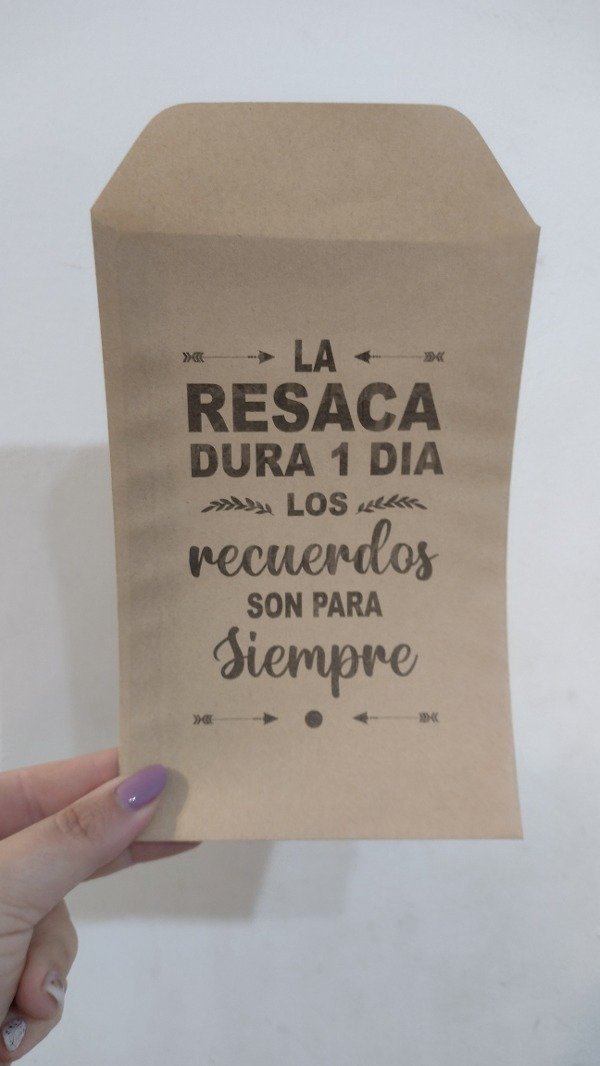 LA
RESACA
DURA 1 DIA
LOS
recuerdos
SON PARA
Siempre